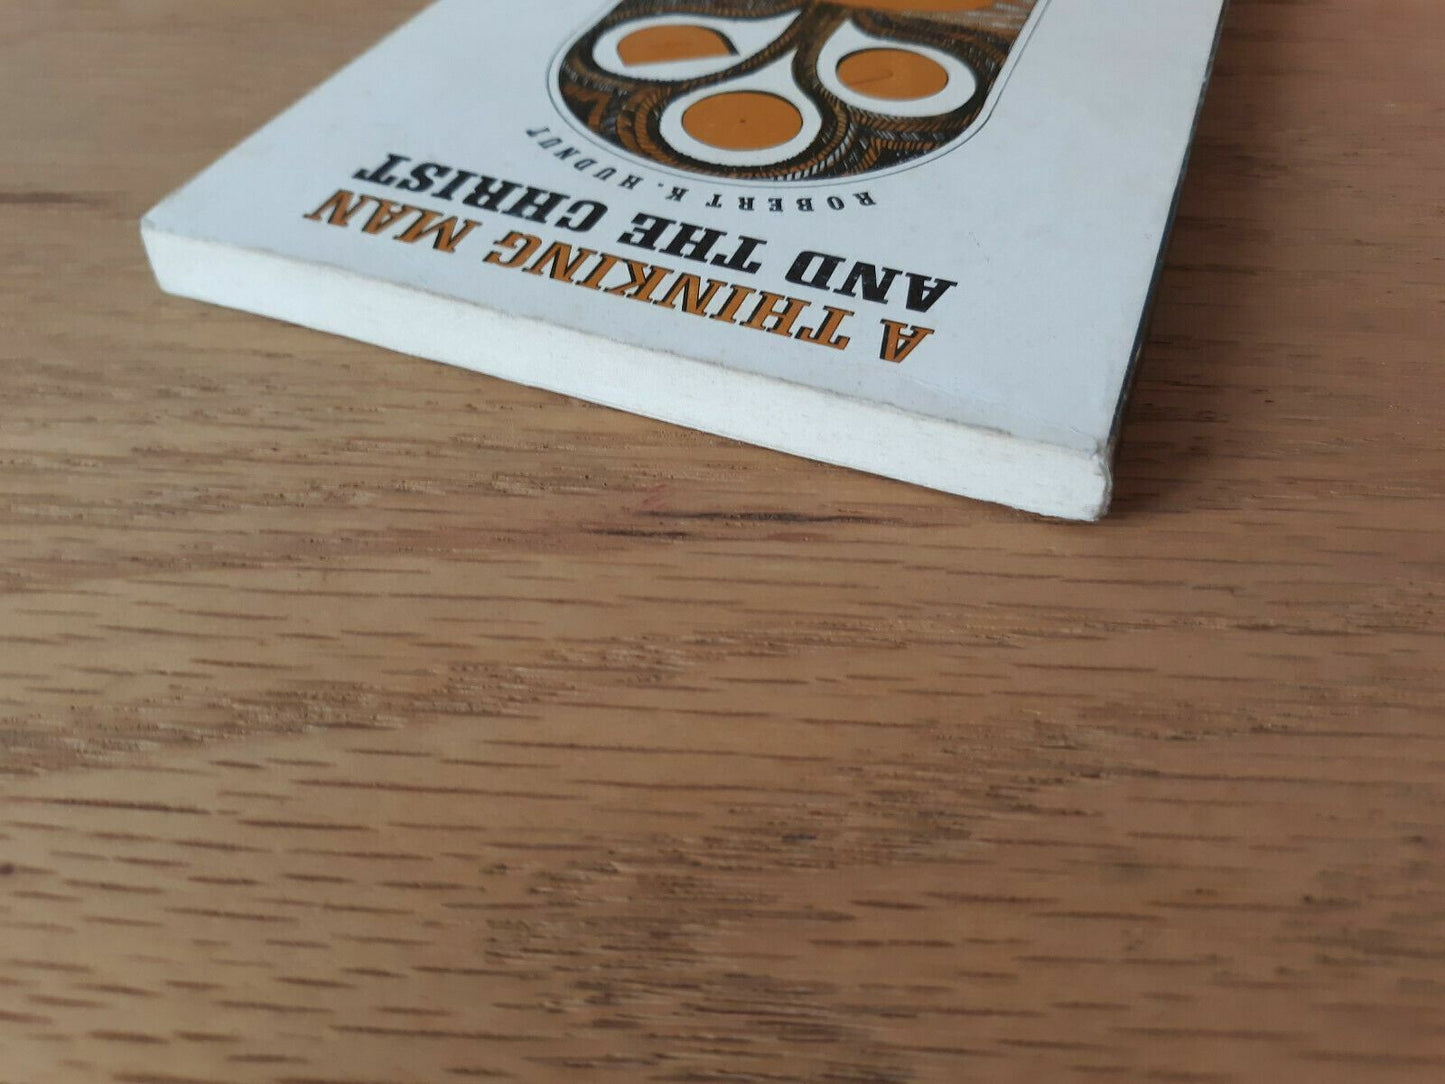 A THINKING MAN
AND THE CHRIST
ROBERT K. HUDNUT